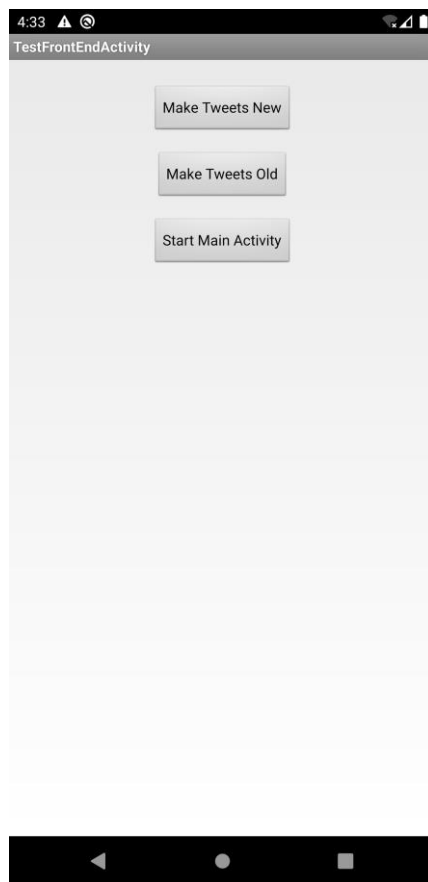 4:33
TestFrontEndActivity
Make Tweets New
Make Tweets Old
Start Main Activity